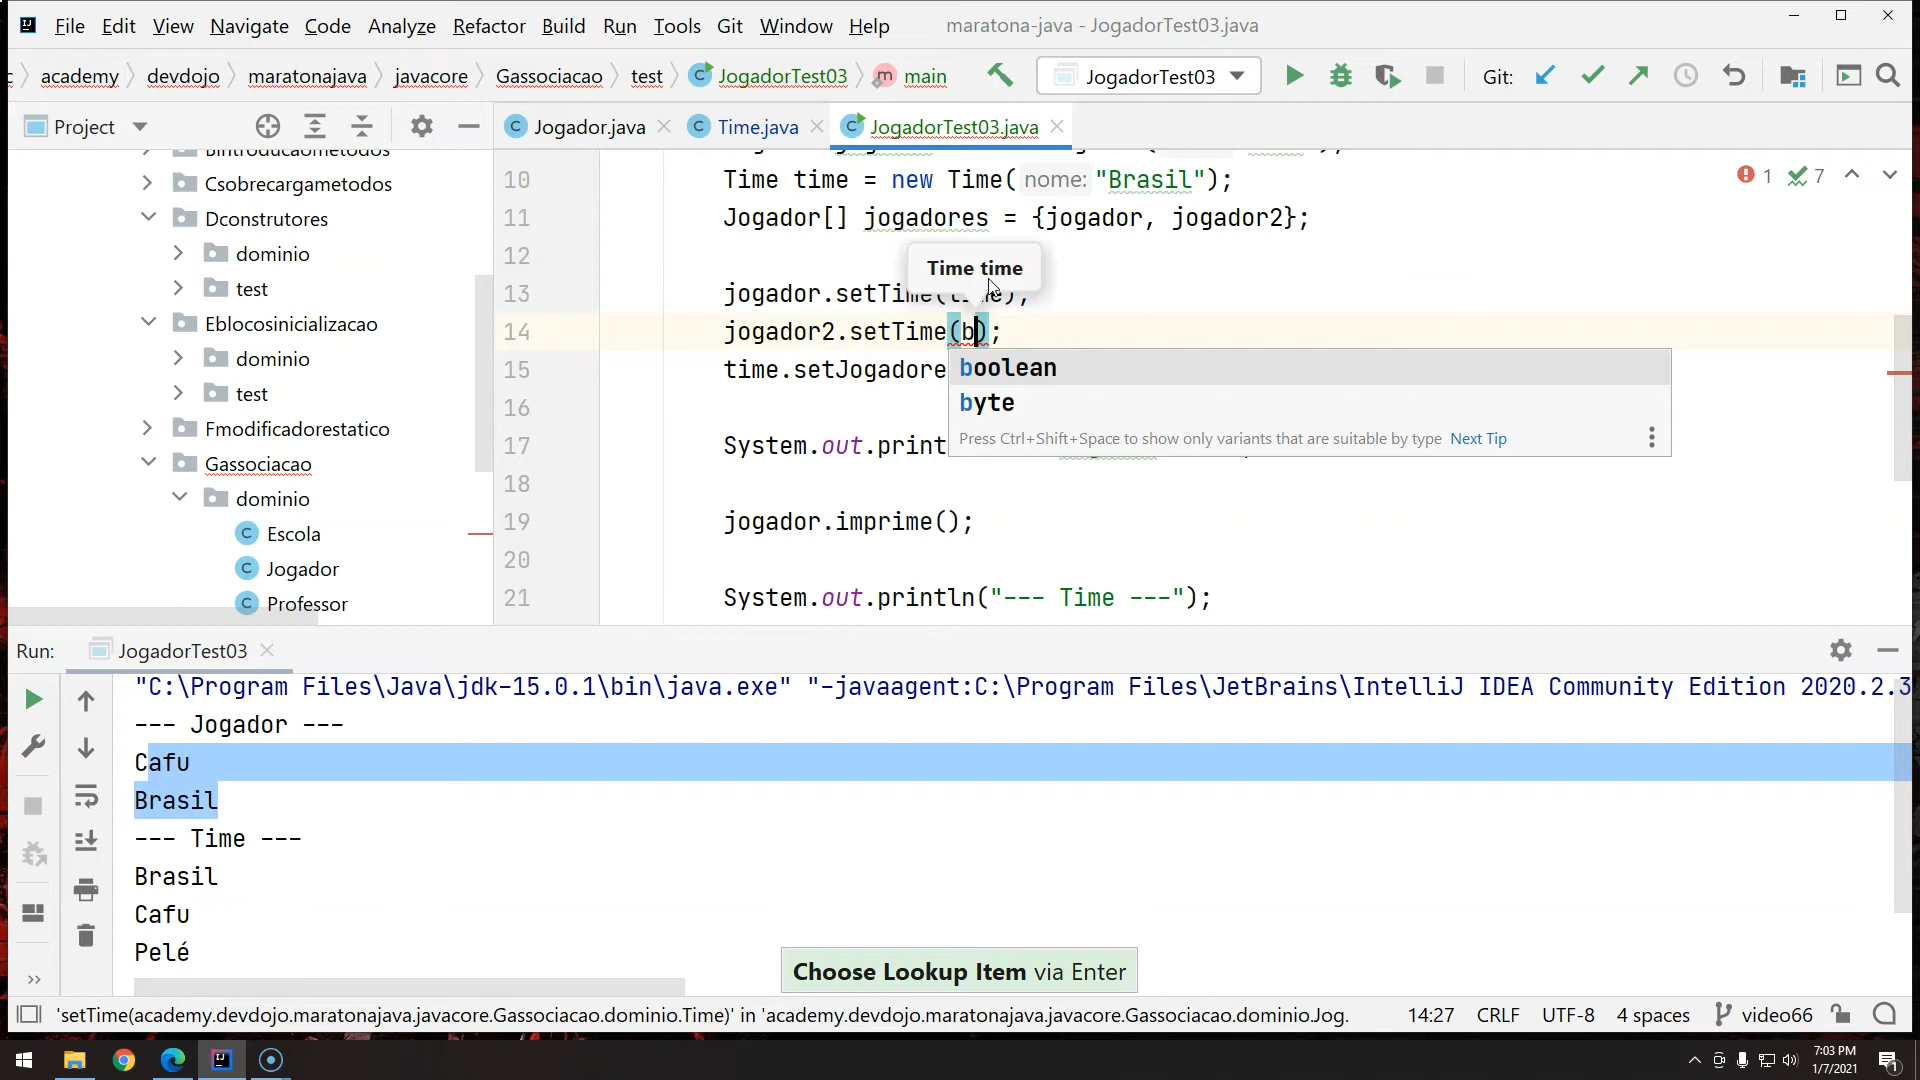 File Edit View Navigate Code Analyze Refactor Build Run Tools Git Window Help maratona-java - JogadorTest03.java
academy devdojo maratonajava javacore Gassociacao test JogadorTest03 main JogadorTest03 Git:
Project Jogador.java Time.java JogadorTest03.java
Bintroducaometodos
Csobrecargametodos
Dconstrutores
dominio
test
Eblocosinicializacao
dominio
test
Fmodificadorestatico
Gassociacao
dominio
Escola
Jogador
Professor
10 Time time = new Time( nome: "Brasil");
11 Jogador[] jogadores = {jogador, jogador2};
12
Time time
13 jogador.setTime(time);
14 jogador2.setTime(b);
15 time.setJogadore
16
17 System.out.print
18
19 jogador.imprime();
20
21 System.out.println("--- Time ---");
boolean
byte
Press Ctrl+Shift+Space to show only variants that are suitable by type Next Tip
1 7
Run: JogadorTest03
"C:\Program Files\Java\jdk-15.0.1\bin\java.exe" "-javaagent:C:\Program Files\JetBrains\IntelliJ IDEA Community Edition 2020.2.3
--- Jogador ---
Cafu
Brasil
--- Time ---
Brasil
Cafu
Pelé
Choose Lookup Item via Enter
'setTime(academy.devdojo.maratonajava.javacore.Gassociacao.dominio.Time)' in 'academy.devdojo.maratonajava.javacore.Gassociacao.dominio.Jog. 14:27 CRLF UTF-8 4 spaces video66
7:03 PM
1/7/2021
1